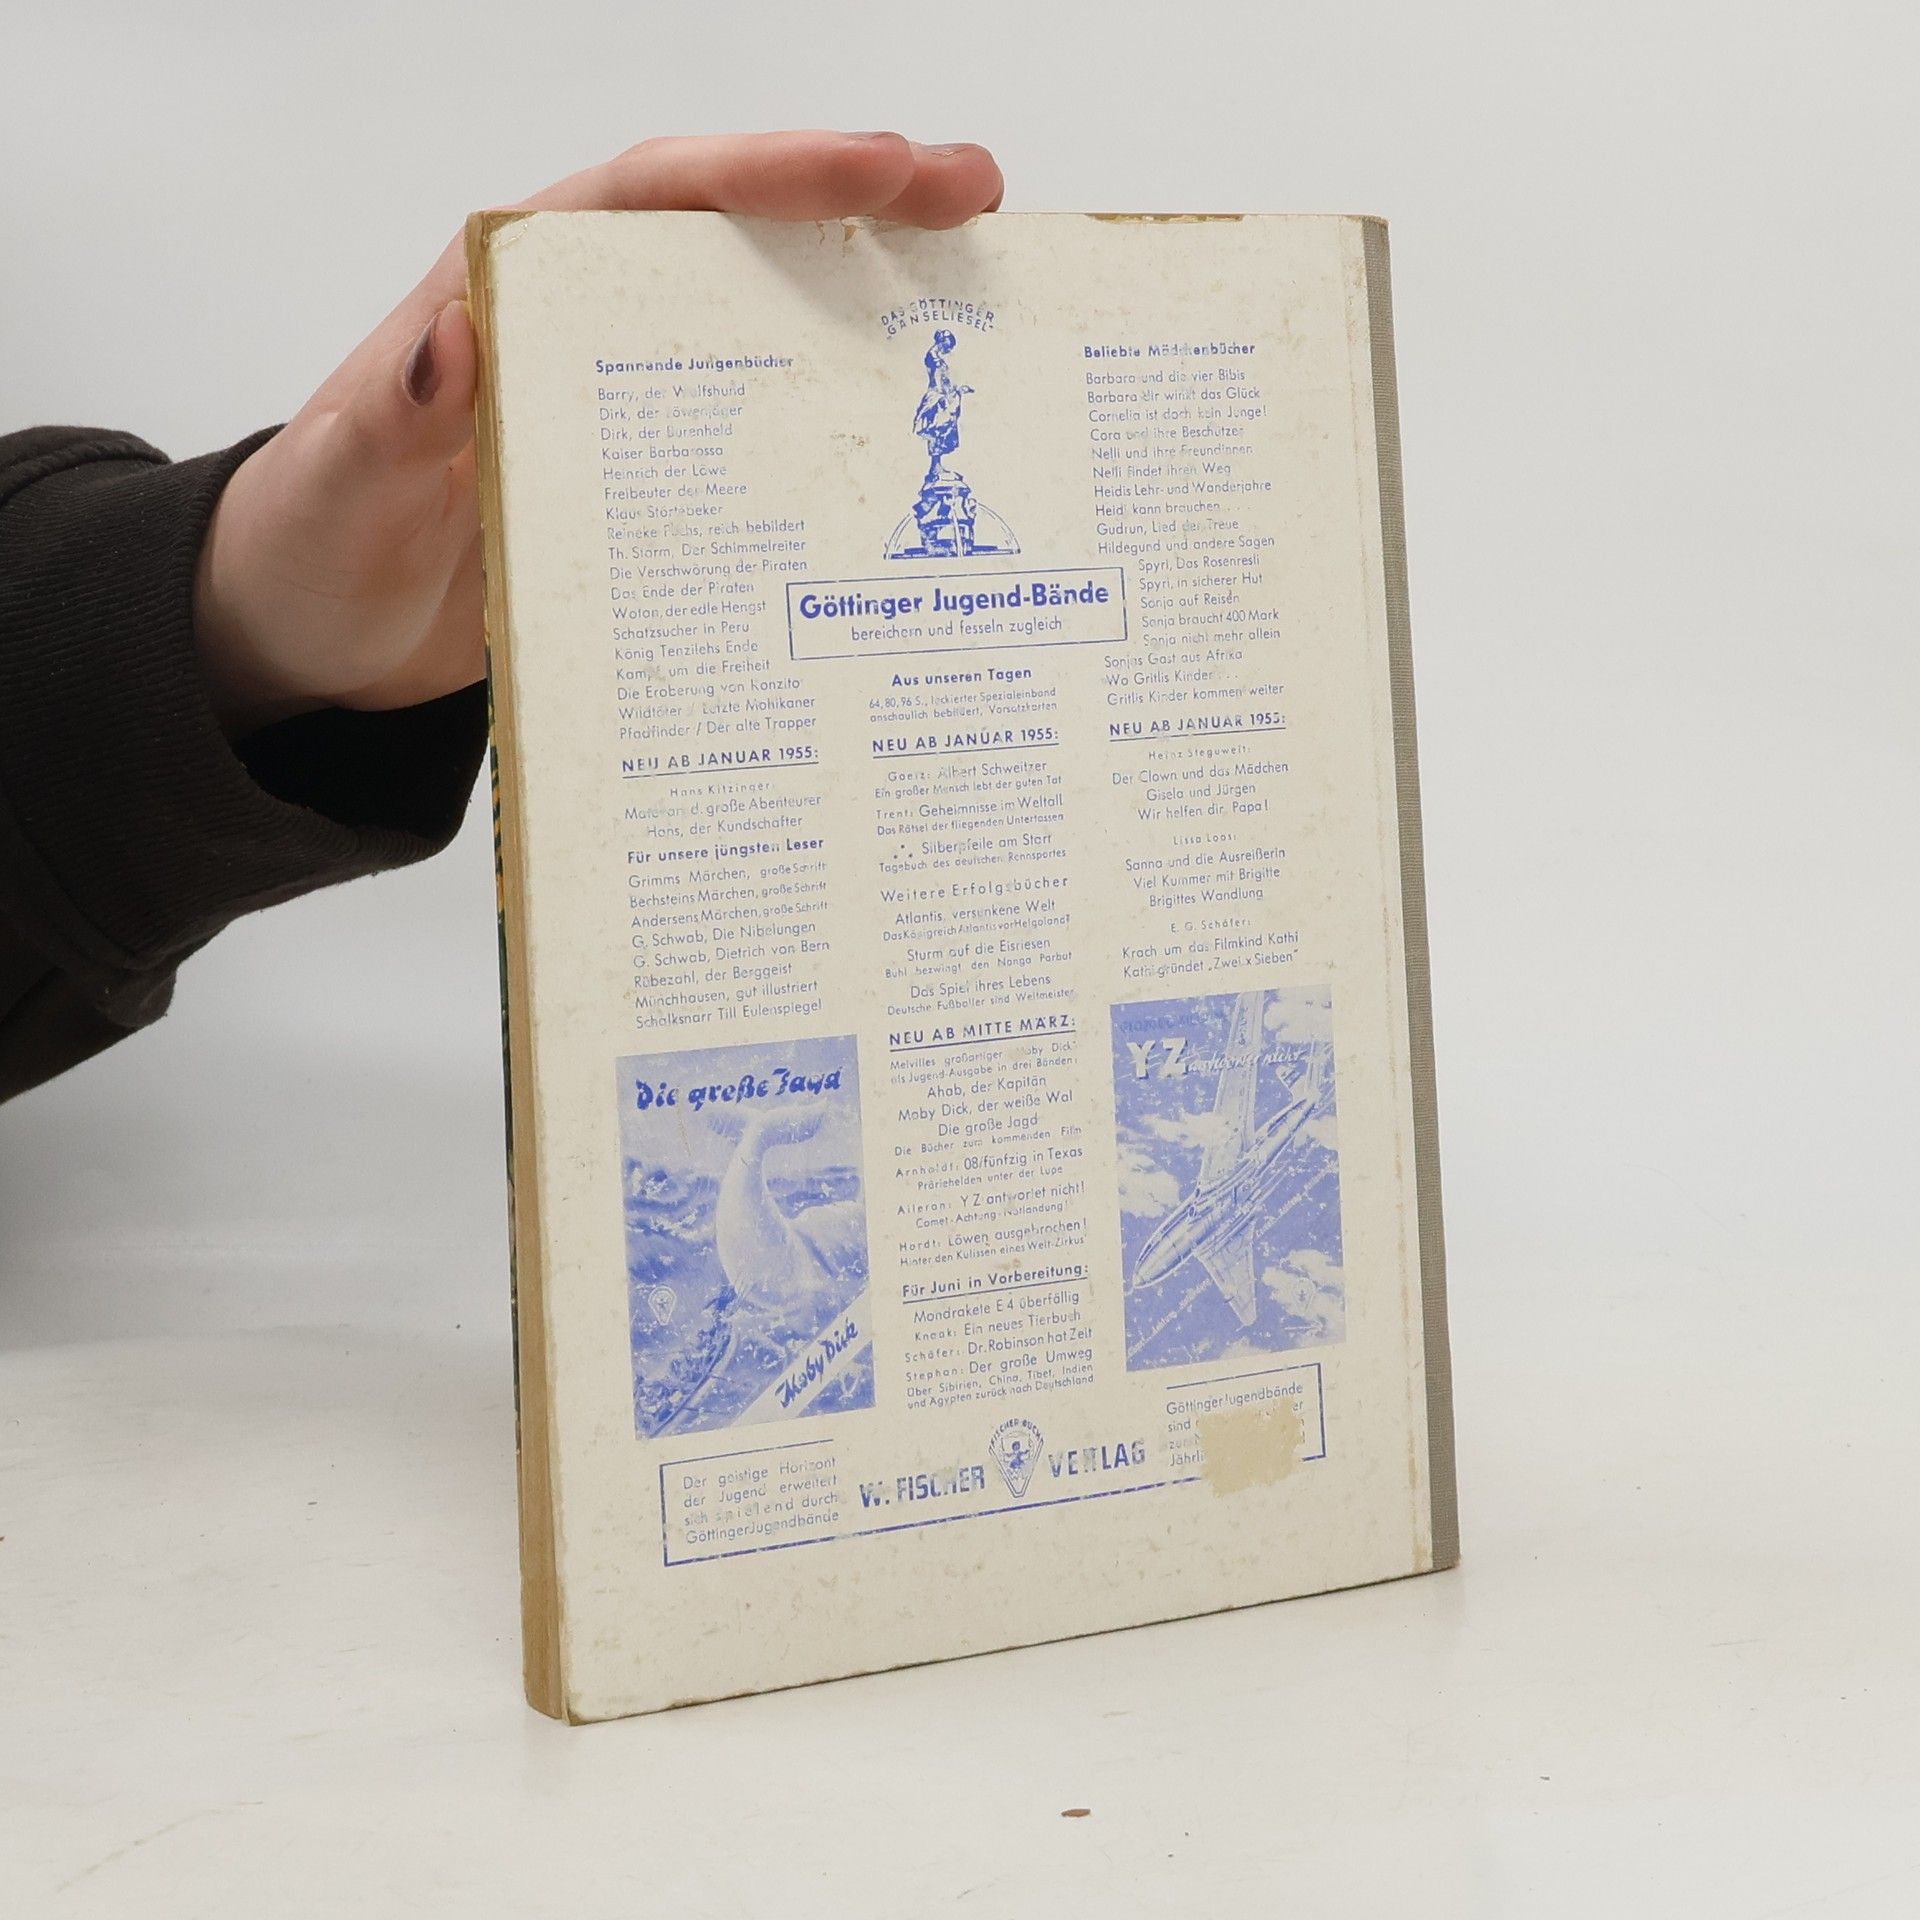 DAS GÖTTINGER
"GÄNSELIESEL"
Spannende Jungenbücher
Barry, der Wolfshund
Dirk, der Löwenjäger
Dirk, der Burenheld
Kaiser Barbarossa
Heinrich der Löwe
Freibeuter der Meere
Klaus Störtebeker
Reineke Fuchs, reich bebildert
Th. Storm, Der Schimmelreiter
Die Verschwörung der Piraten
Das Ende der Piraten
Wotan, der edle Hengst
Schatzsucher in Peru
König Tenzilehs Ende
Kampf um die Freiheit
Die Eroberung von Konzito
Wildtöter / Letzte Mohikaner
Pfadfinder / Der alte Trapper
NEU AB JANUAR 1955:
Hans Kitzinger:
d. große Abenteurer
Hans, der Kundschafter
Für unsere jüngsten Leser
Grimms Märchen, große Schrift
Bechsteins Märchen, große Schrift
Andersens Märchen, große Schrift
G. Schwab, Die Nibelungen
G. Schwab, Dietrich von Bern
Rübezahl, der Berggeist
Münchhausen, gut illustriert
Schalksnarr Till Eulenspiegel
Die große Jagd
Moby Dick
Der geistige Horizont
der Jugend erweitert
sich spielend durch
Göttinger Jugendbände
Göttinger Jugend-Bände
bereichern und fesseln zugleich
Aus unseren Tagen
64, 80, 96 S., lackierter Spezialeinband
anschaulich bebildert, Vorsatzkarten
NEU AB JANUAR 1955:
Goetz: Albert Schweitzer
Ein großer Mensch lebt der guten Tat
Trent: Geheimnisse im Weltall
Das Rätsel der fliegenden Untertassen
Silberpfeile am Start
Tagebuch des deutschen Rennsportes
Weitere Erfolgsbücher
Atlantis, versunkene Welt
Das Königreich Atlantis vor Helgoland?
Sturm auf die Eisriesen
Buhl bezwingt den Nanga Parbat
Das Spiel ihres Lebens
Deutsche Fußballer sind Weltmeister
NEU AB MITTE MÄRZ:
Melvilles großartiger "Moby Dick"
als Jugend-Ausgabe in drei Bänden:
Ahab, der Kapitän
Moby Dick, der weiße Wal
Die große Jagd
Die Bücher zum kommenden Film
Arnholdt: 08/fünfzig in Texas
Präriehelden unter der Lupe
Aileron: Y Z antwortet nicht!
Comet-Achtung-Notlandung!
Hardt: Löwen ausgebrochen!
Hinter den Kulissen eines Welt-Zirkus
Für Juni in Vorbereitung:
Mondrakete E 4 überfällig
Knaak: Ein neues Tierbuch
Schäfer: Dr. Robinson hat Zeit
Stephan: Der große Umweg
Über Sibirien, China, Tibet, Indien
und Ägypten zurück nach Deutschland
W. FISCHER VERLAG
FISCHER-BUCH
Beliebte Mädchenbücher
Barbara und die vier Bibis
Barbara dir winkt das Glück
Cornelia ist doch kein Junge!
Cora und ihre Beschützer
Nelli und ihre Freundinnen
Nelli findet ihren Weg
Heidis Lehr- und Wanderjahre
Heidi kann brauchen . . .
Gudrun, Lied der Treue
Hildegund und andere Sagen
Spyri, Das Rosenresli
Spyri, in sicherer Hut
Sonja auf Reisen
Sonja braucht 400 Mark
Sonja nicht mehr allein
Sonjas Gast aus Afrika
Wo Gritlis Kinder . . .
Gritlis Kinder kommen weiter
NEU AB JANUAR 1955:
Heinz Steguweit:
Der Clown und das Mädchen
Gisela und Jürgen
Wir helfen dir, Papa!
Lissa Loos:
Sanna und die Ausreißerin
Viel Kummer mit Brigitte
Brigittes Wandlung
E. G. Schäfer:
Krach um das Filmkind Kathi
Kathi gründet „Zwei x Sieben"
YZ antwortet nicht
Göttinger Jugendbände
sind
Jährli